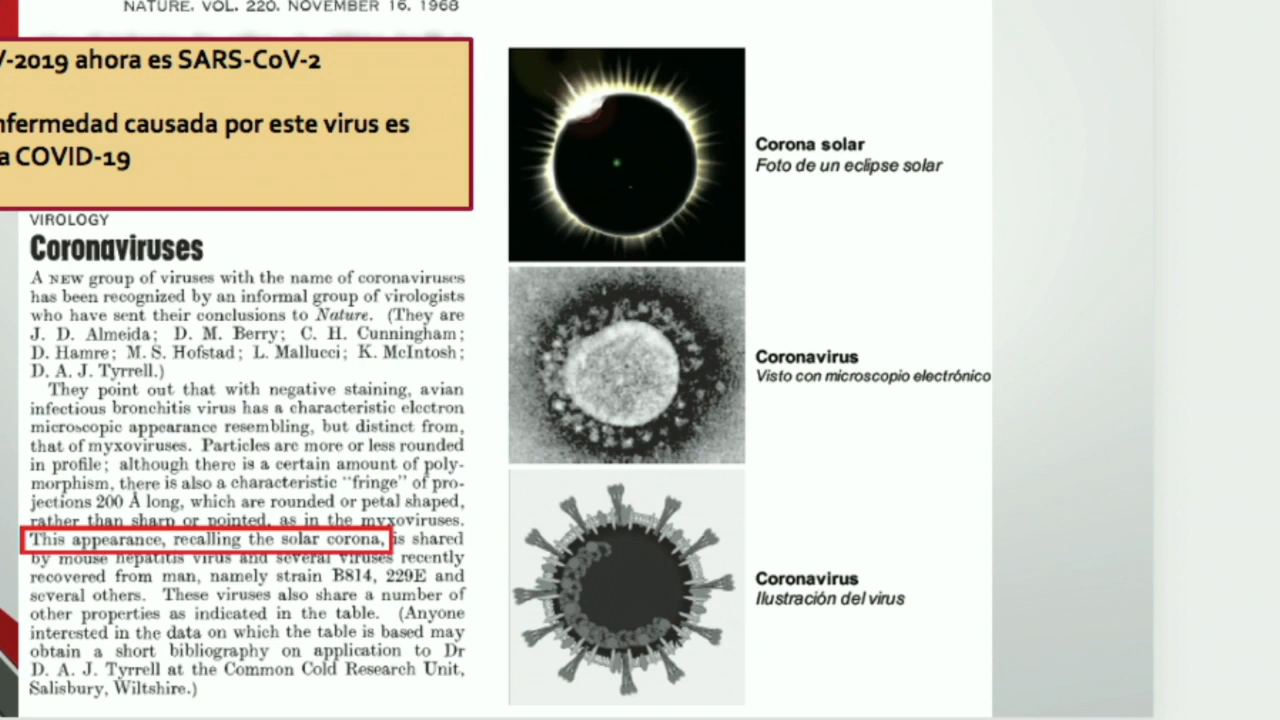 NATURE, VOL. 220, NOVEMBER 16, 1968
V-2019 ahora es SARS-CoV-2
nfermedad causada por este virus es
a COVID-19
VIROLOGY
Coronaviruses
A NEW group of viruses with the name of coronaviruses
has been recognized by an informal group of virologists
who have sent their conclusions to Nature. (They are
J. D. Almeida; D. M. Berry; C. H. Cunningham;
D. Hamre; M. S. Hofstad; L. Mallucci; K. McIntosh;
D. A. J. Tyrrell.)
They point out that with negative staining, avian
infectious bronchitis virus has a characteristic electron
microscopic appearance resembling, but distinct from,
that of myxoviruses. Particles are more or less rounded
in profile; although there is a certain amount of poly-
morphism, there is also a characteristic "fringe" of pro-
jections 200 Å long, which are rounded or petal shaped,
rather than sharp or pointed, as in the myxoviruses.
This appearance, recalling the solar corona, is shared
by mouse hepatitis virus and several viruses recently
recovered from man, namely strain B814, 229E and
several others. These viruses also share a number of
other properties as indicated in the table. (Anyone
interested in the data on which the table is based may
obtain a short bibliography on application to Dr
D. A. J. Tyrrell at the Common Cold Research Unit,
Salisbury, Wiltshire.)
Corona solar
Foto de un eclipse solar
Coronavirus
Visto con microscopio electrónico
Coronavirus
Ilustración del virus